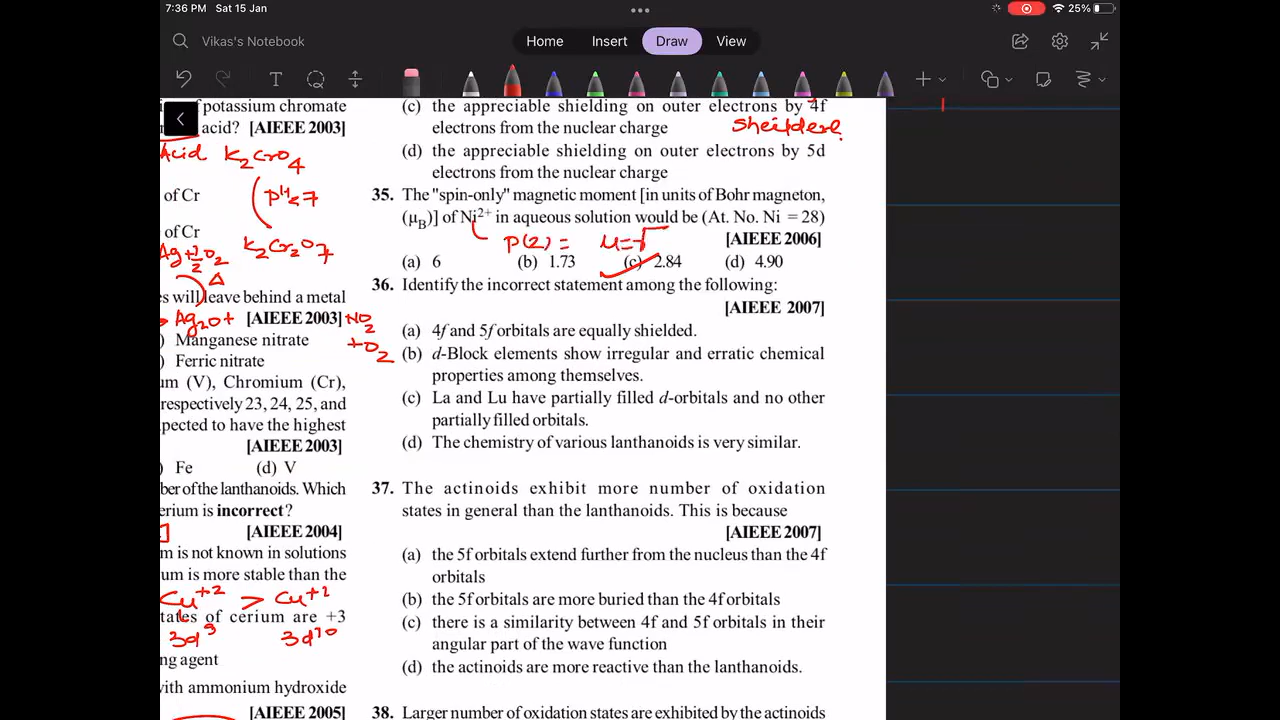 7:36 PM Sat 15 Jan
25%
Vikas's Notebook
Home Insert Draw View
of potassium chromate
acid? [AIEEE 2003]
Acid K2CrO4
of Cr
pH<7
of Cr
K2Cr2O7
Ag + 1/2 O2
Δ
es will leave behind a metal
Ag2O + [AIEEE 2003] NO2
+O2
) Manganese nitrate
) Ferric nitrate
um (V), Chromium (Cr),
respectively 23, 24, 25, and
pected to have the highest
[AIEEE 2003]
) Fe (d) V
ber of the lanthanoids. Which
erium is incorrect?
[AIEEE 2004]
m is not known in solutions
ium is more stable than the
Cu+2 > Cu+1
tates of cerium are +3
3d9 3d10
ng agent
with ammonium hydroxide
[AIEEE 2005]
(c) the appreciable shielding on outer electrons by 4f
electrons from the nuclear charge
sheilded
(d) the appreciable shielding on outer electrons by 5d
electrons from the nuclear charge
35. The "spin-only" magnetic moment [in units of Bohr magneton,
(μB)] of Ni2+ in aqueous solution would be (At. No. Ni = 28)
P(2) = μ=√ [AIEEE 2006]
(a) 6 (b) 1.73 (c) 2.84 (d) 4.90
36. Identify the incorrect statement among the following:
[AIEEE 2007]
(a) 4f and 5f orbitals are equally shielded.
(b) d-Block elements show irregular and erratic chemical
properties among themselves.
(c) La and Lu have partially filled d-orbitals and no other
partially filled orbitals.
(d) The chemistry of various lanthanoids is very similar.
37. The actinoids exhibit more number of oxidation
states in general than the lanthanoids. This is because
[AIEEE 2007]
(a) the 5f orbitals extend further from the nucleus than the 4f
orbitals
(b) the 5f orbitals are more buried than the 4f orbitals
(c) there is a similarity between 4f and 5f orbitals in their
angular part of the wave function
(d) the actinoids are more reactive than the lanthanoids.
38. Larger number of oxidation states are exhibited by the actinoids